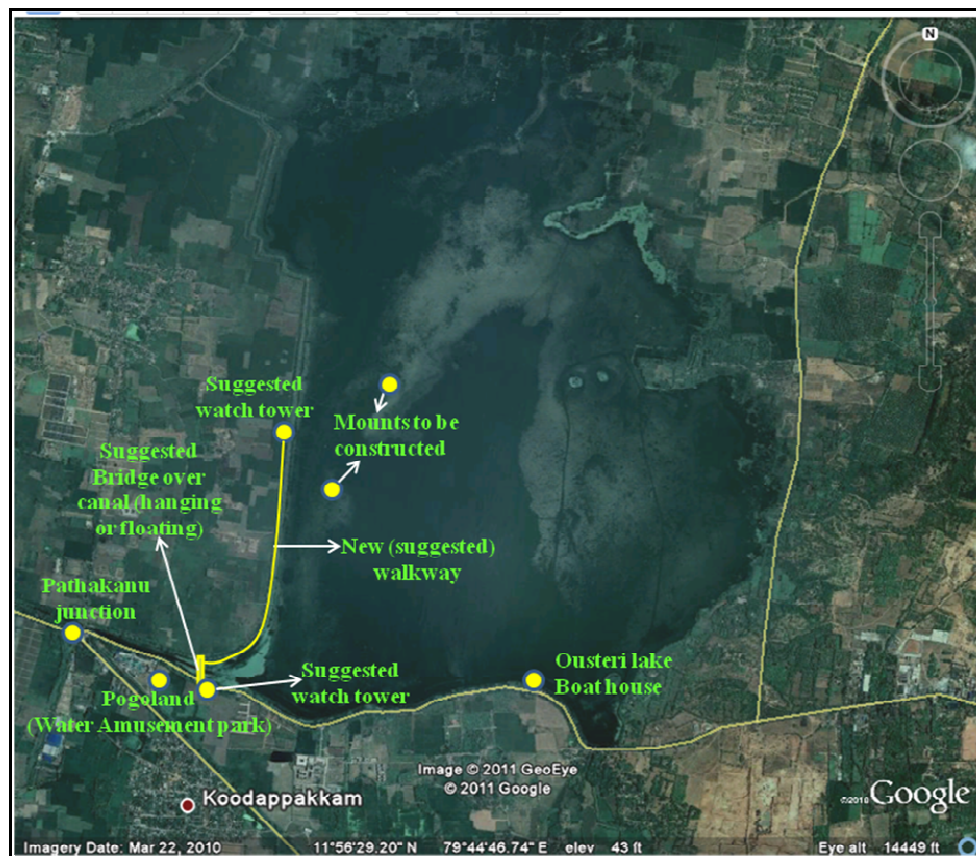 N
Suggested
watch tower
Mounts to be
constructed
Suggested
Bridge over
canal (hanging
or floating)
New (suggested)
walkway
Pathakanu
junction
Suggested
watch tower
Ousteri lake
Boat house
Pogoland
(Water Amusement park)
Koodappakkam
Image © 2011 GeoEye
© 2011 Google
©2010 Google
Imagery Date: Mar 22, 2010
11°56'29.20" N 79°44'46.74" E elev 43 ft
Eye alt 14449 ft